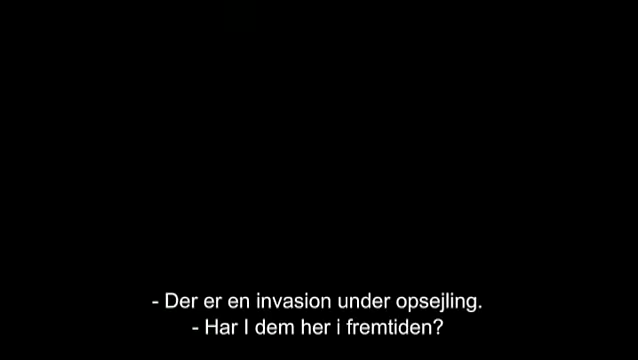 - Der er en invasion under opsejling.
- Har I dem her i fremtiden?